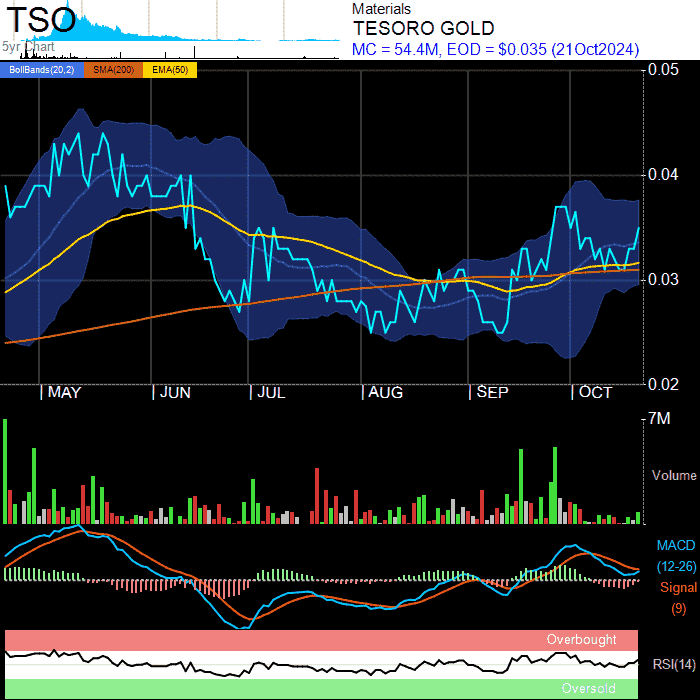 TSO
Materials
TESORO GOLD
MC = 54.4M, EOD = $0.035 (21Oct2024)
5yr Chart
BollBands(20,2) SMA(200) EMA(50)
0.05
0.04
0.03
0.02
MAY JUN JUL AUG SEP OCT
7M
Volume
MACD
(12-26)
Signal
(9)
Overbought
RSI(14)
Oversold